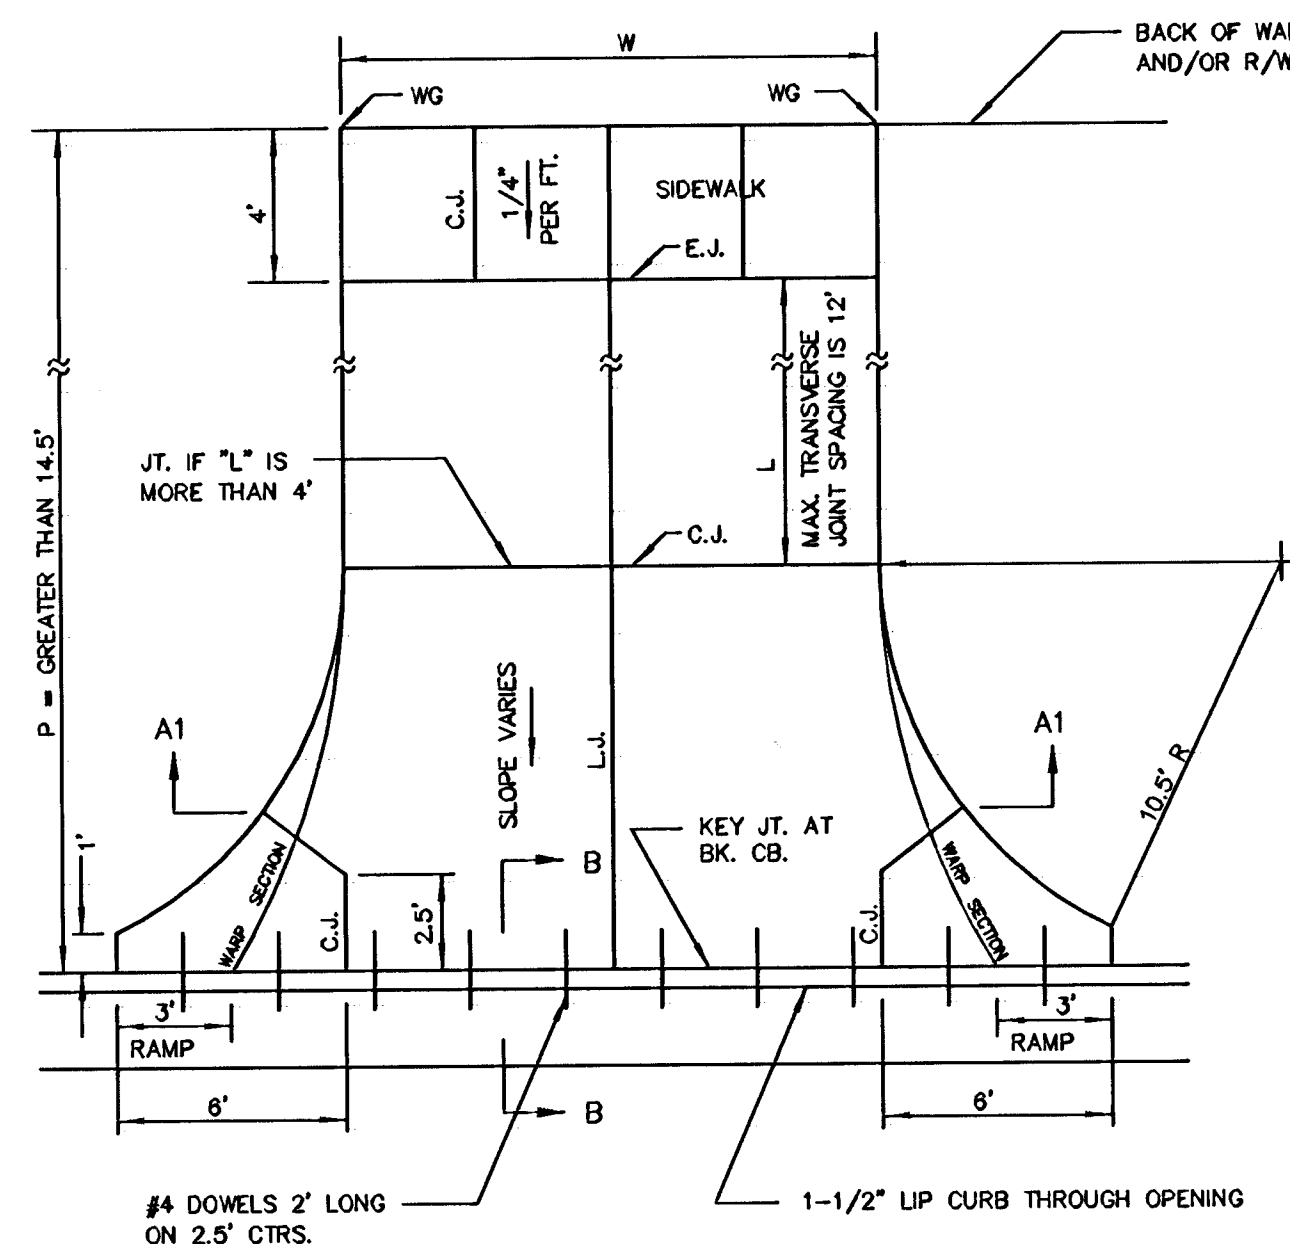 W
BACK OF
AND/OR R/W
WG
WG
4'
C.J.
1/4"
PER FT.
SIDEWALK
E.J.
P = GREATER THAN 14.5'
JT. IF "L" IS
MORE THAN 4'
L
MAX. TRANSVERSE
JOINT SPACING IS 12'
C.J.
A1
SLOPE VARIES
L.J.
A1
10.5' R
1'
WARP SECTION
C.J.
2.5'
B
KEY JT. AT
BK. CB.
C.J.
WARP SECTION
3'
RAMP
3'
RAMP
6'
B
6'
#4 DOWELS 2' LONG
ON 2.5' CTRS.
1-1/2" LIP CURB THROUGH OPENING